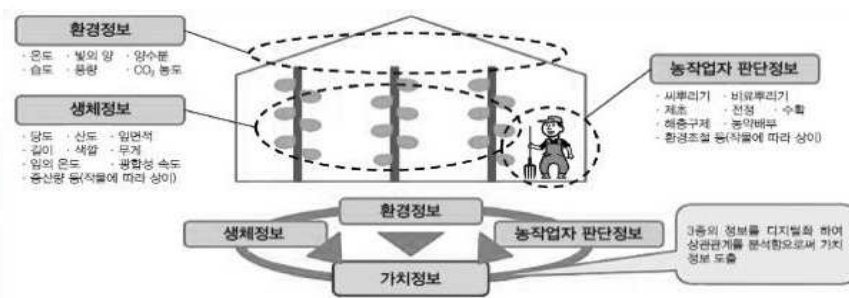 환경정보
· 온도 · 빛의 양 · 양수분
· 습도 · 풍량 · CO₂ 농도
생체정보
· 당도 · 산도 · 잎면적
· 길이 · 색깔 · 무게
· 잎의 온도 · 광합성 속도
· 증산량 등(작물에 따라 상이)
농작업자 판단정보
· 씨뿌리기 · 비료뿌리기
· 제초 · 전정 · 수확
· 해충구제 · 농약배부
· 환경조절 등(작물에 따라 상이)
환경정보
생체정보
농작업자 판단정보
가치정보
3종의 정보를 디지털화 하여
상관관계를 분석함으로써 가치
정보 도출